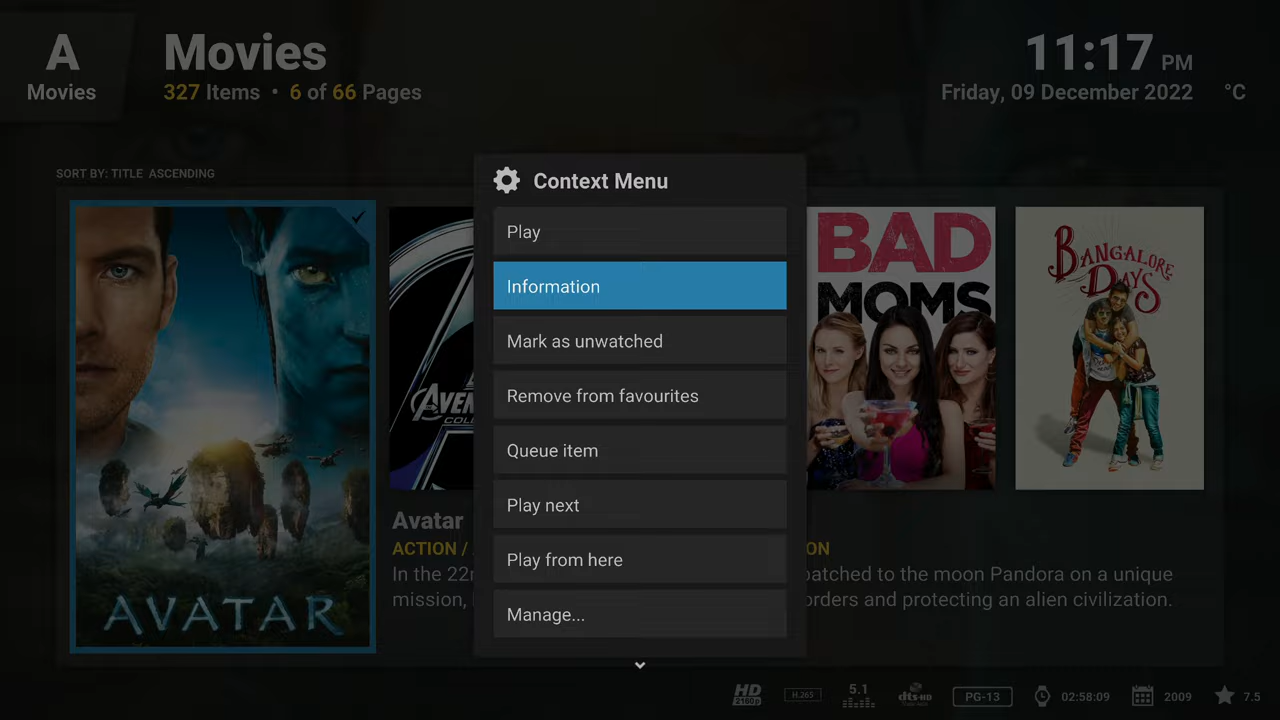 A
Movies
Movies
327 Items • 6 of 66 Pages
11:17 PM
Friday, 09 December 2022 °C
SORT BY: TITLE ASCENDING
Context Menu
Play
Information
Mark as unwatched
Remove from favourites
Queue item
Play next
Play from here
Manage...
AVATAR
BAD
MOMS
BANGALORE
DAYS
Avatar
ACTION /
In the
patched to the moon Pandora on a unique
mission,
orders and protecting an alien civilization.
HD
2160p
H.265
5.1
dts-HD
PG-13
02:58:09
2009
7.5